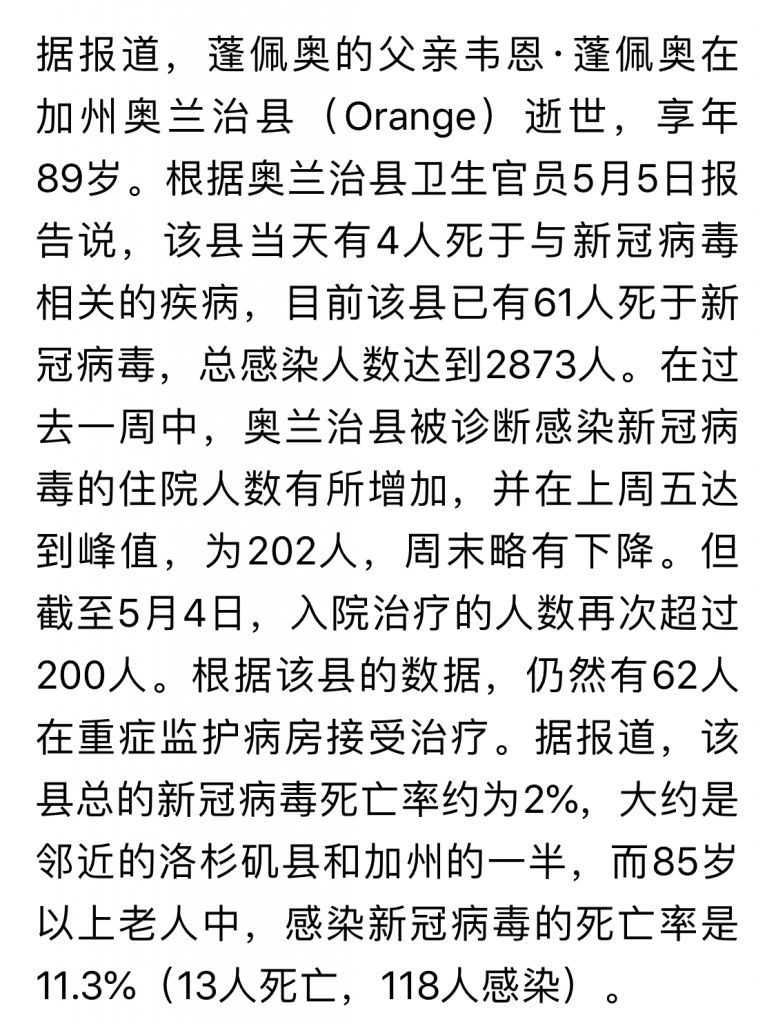 据报道，蓬佩奥的父亲韦恩·蓬佩奥在
加州奥兰治县（Orange）逝世，享年
89岁。根据奥兰治县卫生官员5月5日报
告说，该县当天有4人死于与新冠病毒
相关的疾病，目前该县已有61人死于新
冠病毒，总感染人数达到2873人。在过
去一周中，奥兰治县被诊断感染新冠病
毒的住院人数有所增加，并在上周五达
到峰值，为202人，周末略有下降。但
截至5月4日，入院治疗的人数再次超过
200人。根据该县的数据，仍然有62人
在重症监护病房接受治疗。据报道，该
县总的新冠病毒死亡率约为2%，大约是
邻近的洛杉矶县和加州的一半，而85岁
以上老人中，感染新冠病毒的死亡率是
11.3%（13人死亡，118人感染）。